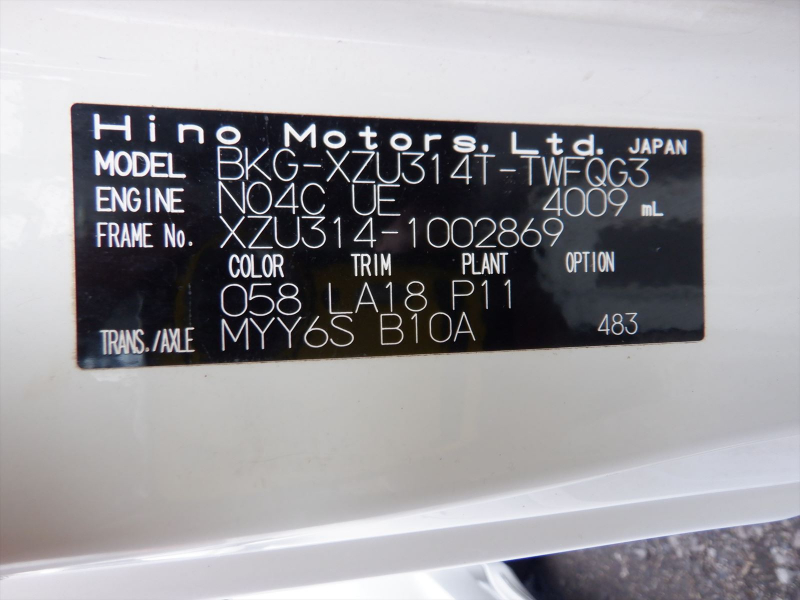 Hino Motors, Ltd. JAPAN
MODEL BKG-XZU314T-TWFQG3
ENGINE N04C UE 4009 mL
FRAME No. XZU314-1002869
COLOR TRIM PLANT OPTION
058 LA18 P11
TRANS./AXLE MYY6S B10A 483